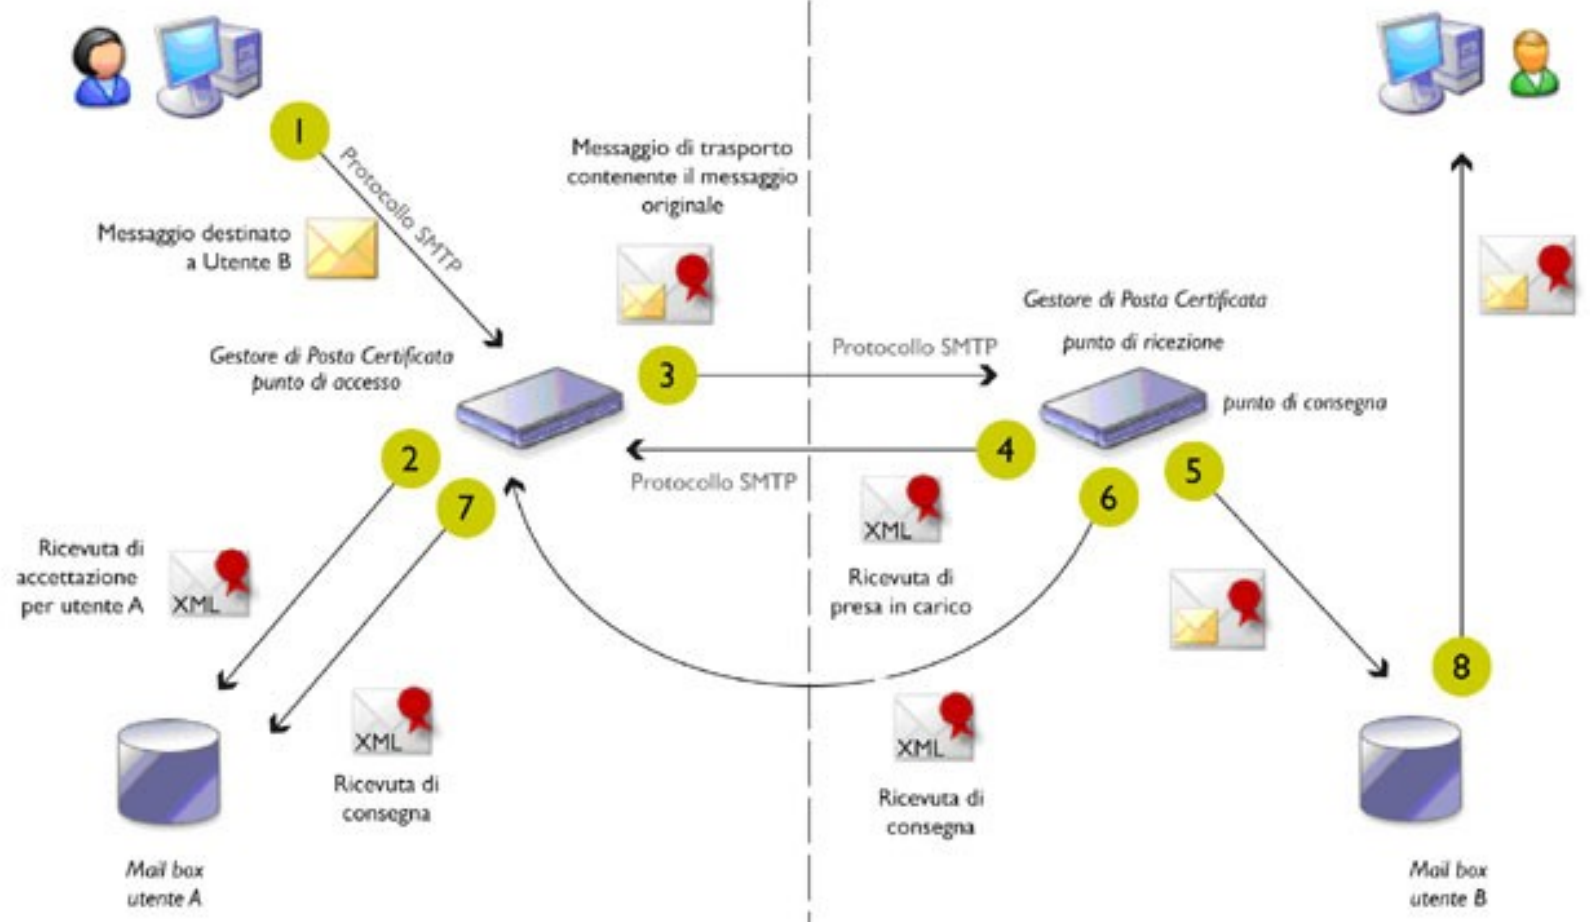 1
Protocollo SMTP
Messaggio destinato
a Utente B
Messaggio di trasporto
contenente il messaggio
originale
Gestore di Posta Certificata
punto di accesso
3
Protocollo SMTP
Gestore di Posta Certificata
punto di ricezione
punto di consegna
2
7
Protocollo SMTP
4
5
6
XML
Ricevuta di
presa in carico
Ricevuta di
accettazione
per utente A
XML
XML
Ricevuta di
consegna
XML
Ricevuta di
consegna
8
Mail box
utente A
Mail box
utente B